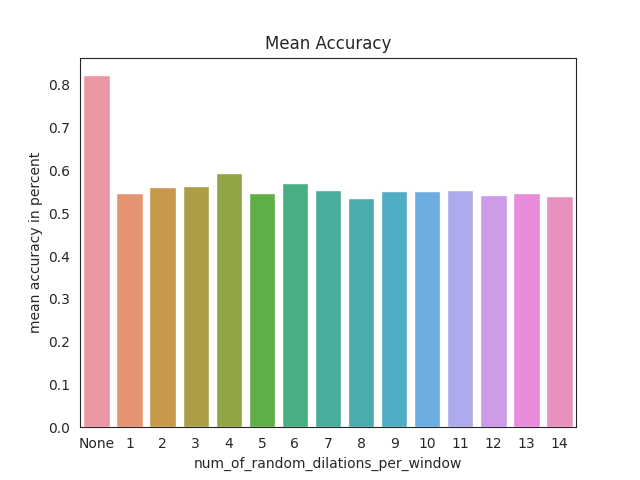 Mean Accuracy
mean accuracy in percent
0.8
0.7
0.6
0.5
0.4
0.3
0.2
0.1
0.0
None 1 2 3 4 5 6 7 8 9 10 11 12 13 14
num_of_random_dilations_per_window